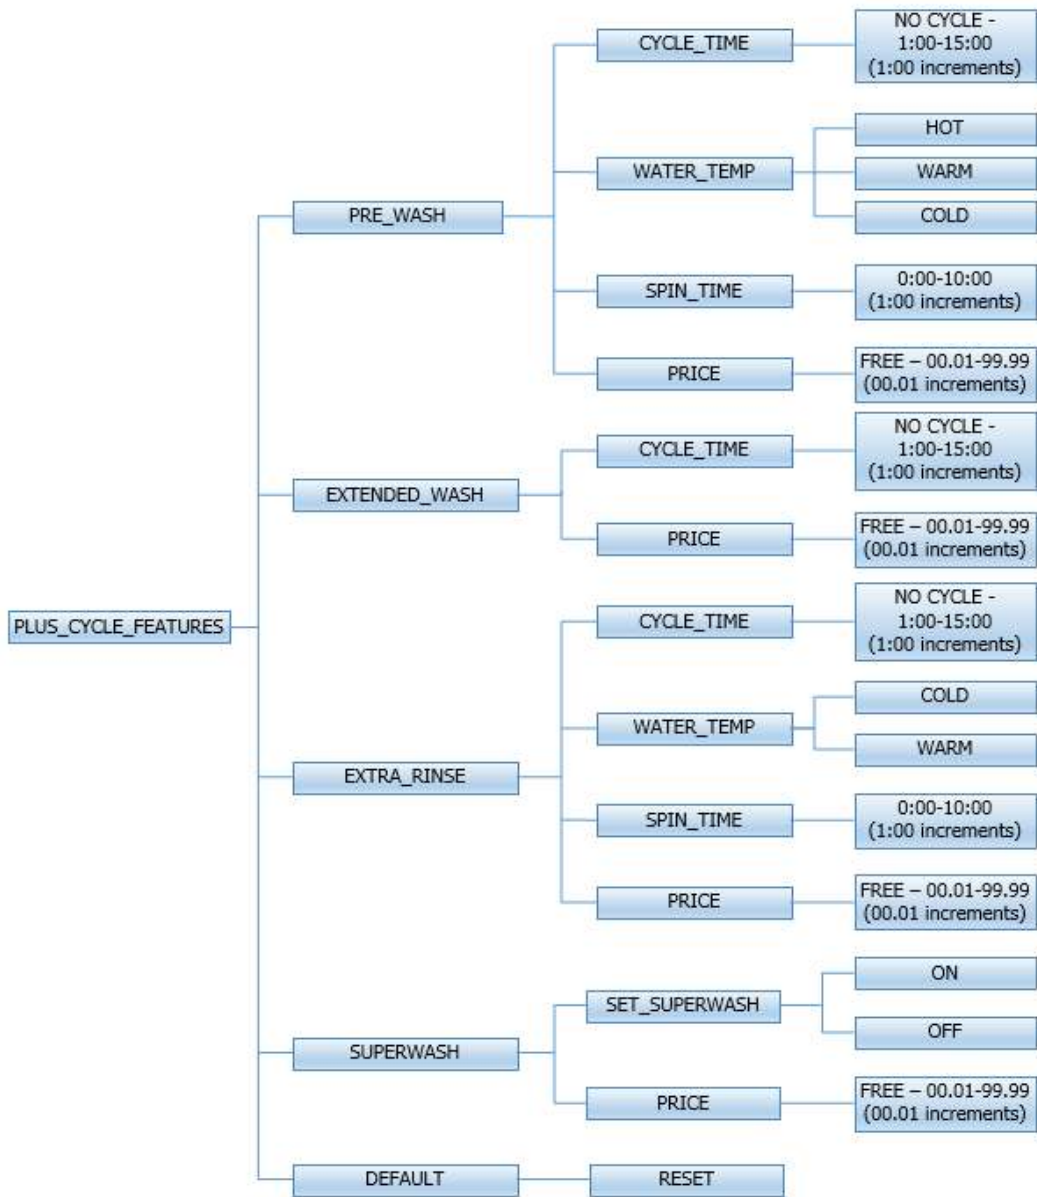 PLUS_CYCLE_FEATURES
PRE_WASH
CYCLE_TIME
NO CYCLE -
1:00-15:00
(1:00 increments)
WATER_TEMP
HOT
WARM
COLD
SPIN_TIME
0:00-10:00
(1:00 increments)
PRICE
FREE – 00.01-99.99
(00.01 increments)
EXTENDED_WASH
CYCLE_TIME
NO CYCLE -
1:00-15:00
(1:00 increments)
PRICE
FREE – 00.01-99.99
(00.01 increments)
EXTRA_RINSE
CYCLE_TIME
NO CYCLE -
1:00-15:00
(1:00 increments)
WATER_TEMP
COLD
WARM
SPIN_TIME
0:00-10:00
(1:00 increments)
PRICE
FREE – 00.01-99.99
(00.01 increments)
SUPERWASH
SET_SUPERWASH
ON
OFF
PRICE
FREE – 00.01-99.99
(00.01 increments)
DEFAULT
RESET